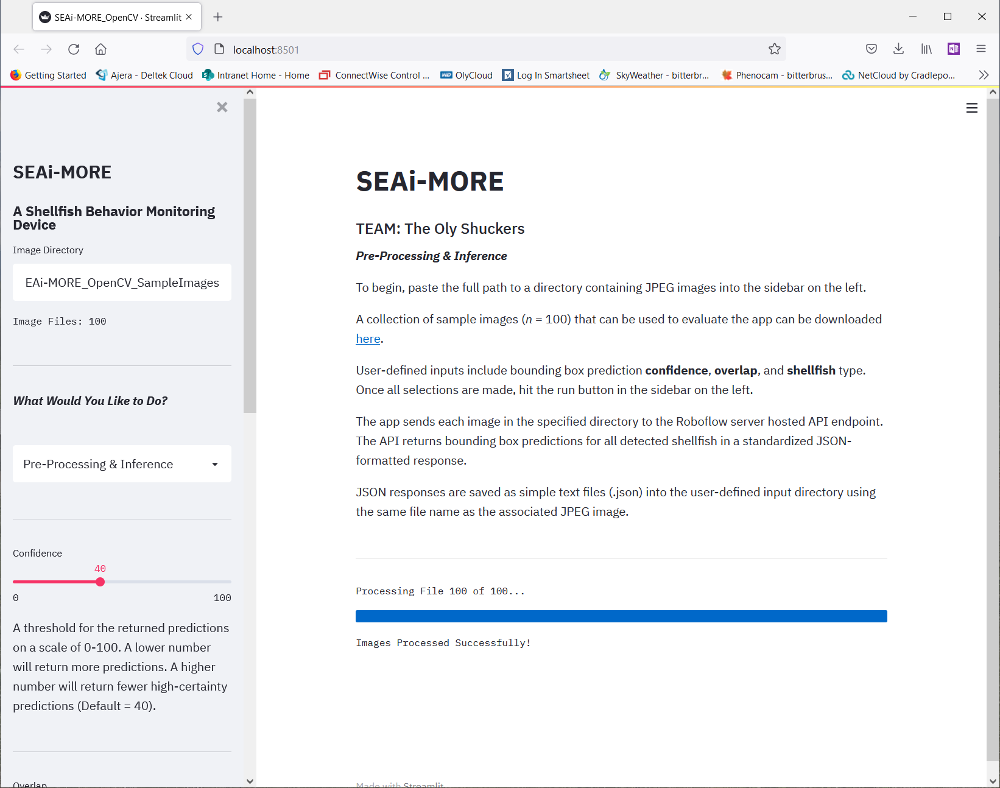 SEAi-MORE_OpenCV · Streamlit
localhost:8501
Getting Started
Ajera - Deltek Cloud
Intranet Home - Home
ConnectWise Control ...
OlyCloud
Log In Smartsheet
SkyWeather - bitterbr...
Phenocam - bitterbrus...
NetCloud by Cradlepo...
SEAi-MORE
A Shellfish Behavior Monitoring
Device
Image Directory
EAi-MORE_OpenCV_SampleImages
Image Files: 100
What Would You Like to Do?
Pre-Processing & Inference
Confidence
40
0 100
A threshold for the returned predictions
on a scale of 0-100. A lower number
will return more predictions. A higher
number will return fewer high-certainty
predictions (Default = 40).
Overlap
SEAi-MORE
TEAM: The Oly Shuckers
Pre-Processing & Inference
To begin, paste the full path to a directory containing JPEG images into the sidebar on the left.
A collection of sample images (n = 100) that can be used to evaluate the app can be downloaded
here.
User-defined inputs include bounding box prediction confidence, overlap, and shellfish type.
Once all selections are made, hit the run button in the sidebar on the left.
The app sends each image in the specified directory to the Roboflow server hosted API endpoint.
The API returns bounding box predictions for all detected shellfish in a standardized JSON-
formatted response.
JSON responses are saved as simple text files (.json) into the user-defined input directory using
the same file name as the associated JPEG image.
Processing File 100 of 100...
Images Processed Successfully!
Made with Streamlit